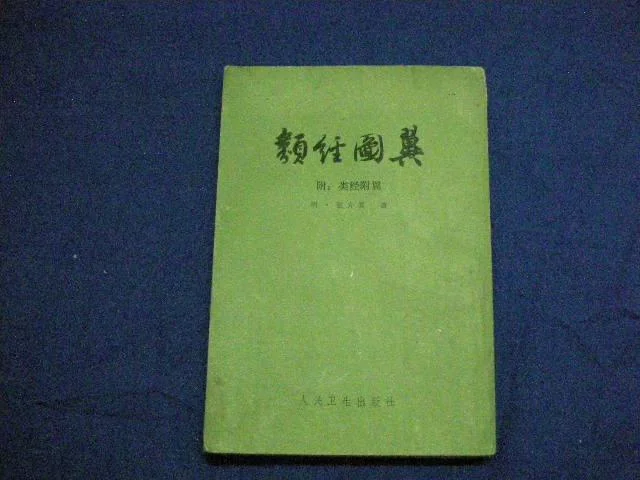 類経圖翼
附：类经附翼
明·张介宾 著
人民卫生出版社